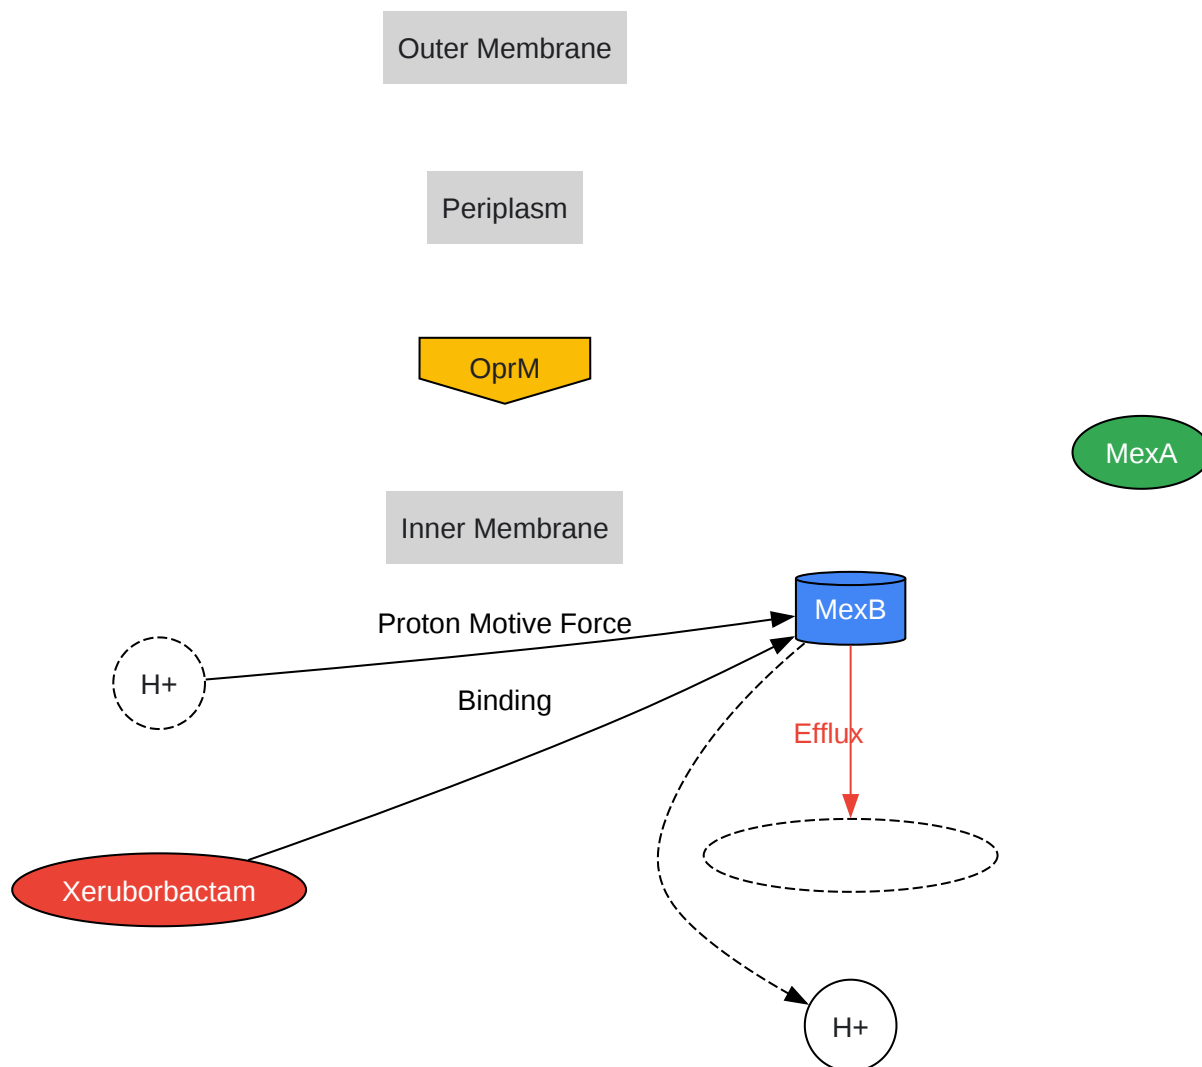 Outer Membrane
Periplasm
OprM
MexA
Inner Membrane
MexB
Proton Motive Force
H+
Binding
Efflux
Xeruborbactam
H+